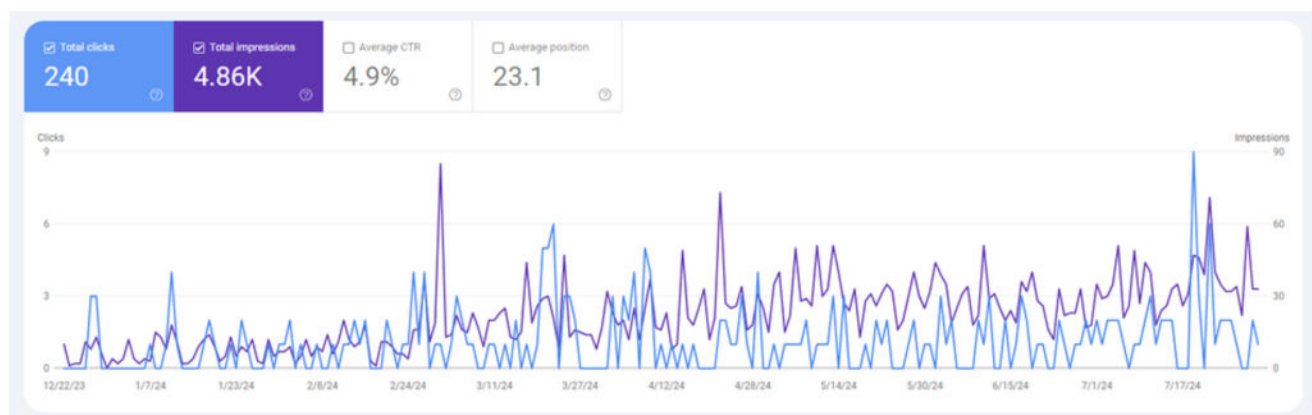 Total clicks
240
Total impressions
4.86K
Average CTR
4.9%
Average position
23.1
Clicks
Impressions
9
90
6
60
3
30
0
0
12/22/23 1/7/24 1/23/24 2/8/24 2/24/24 3/11/24 3/27/24 4/12/24 4/28/24 5/14/24 5/30/24 6/15/24 7/1/24 7/17/24